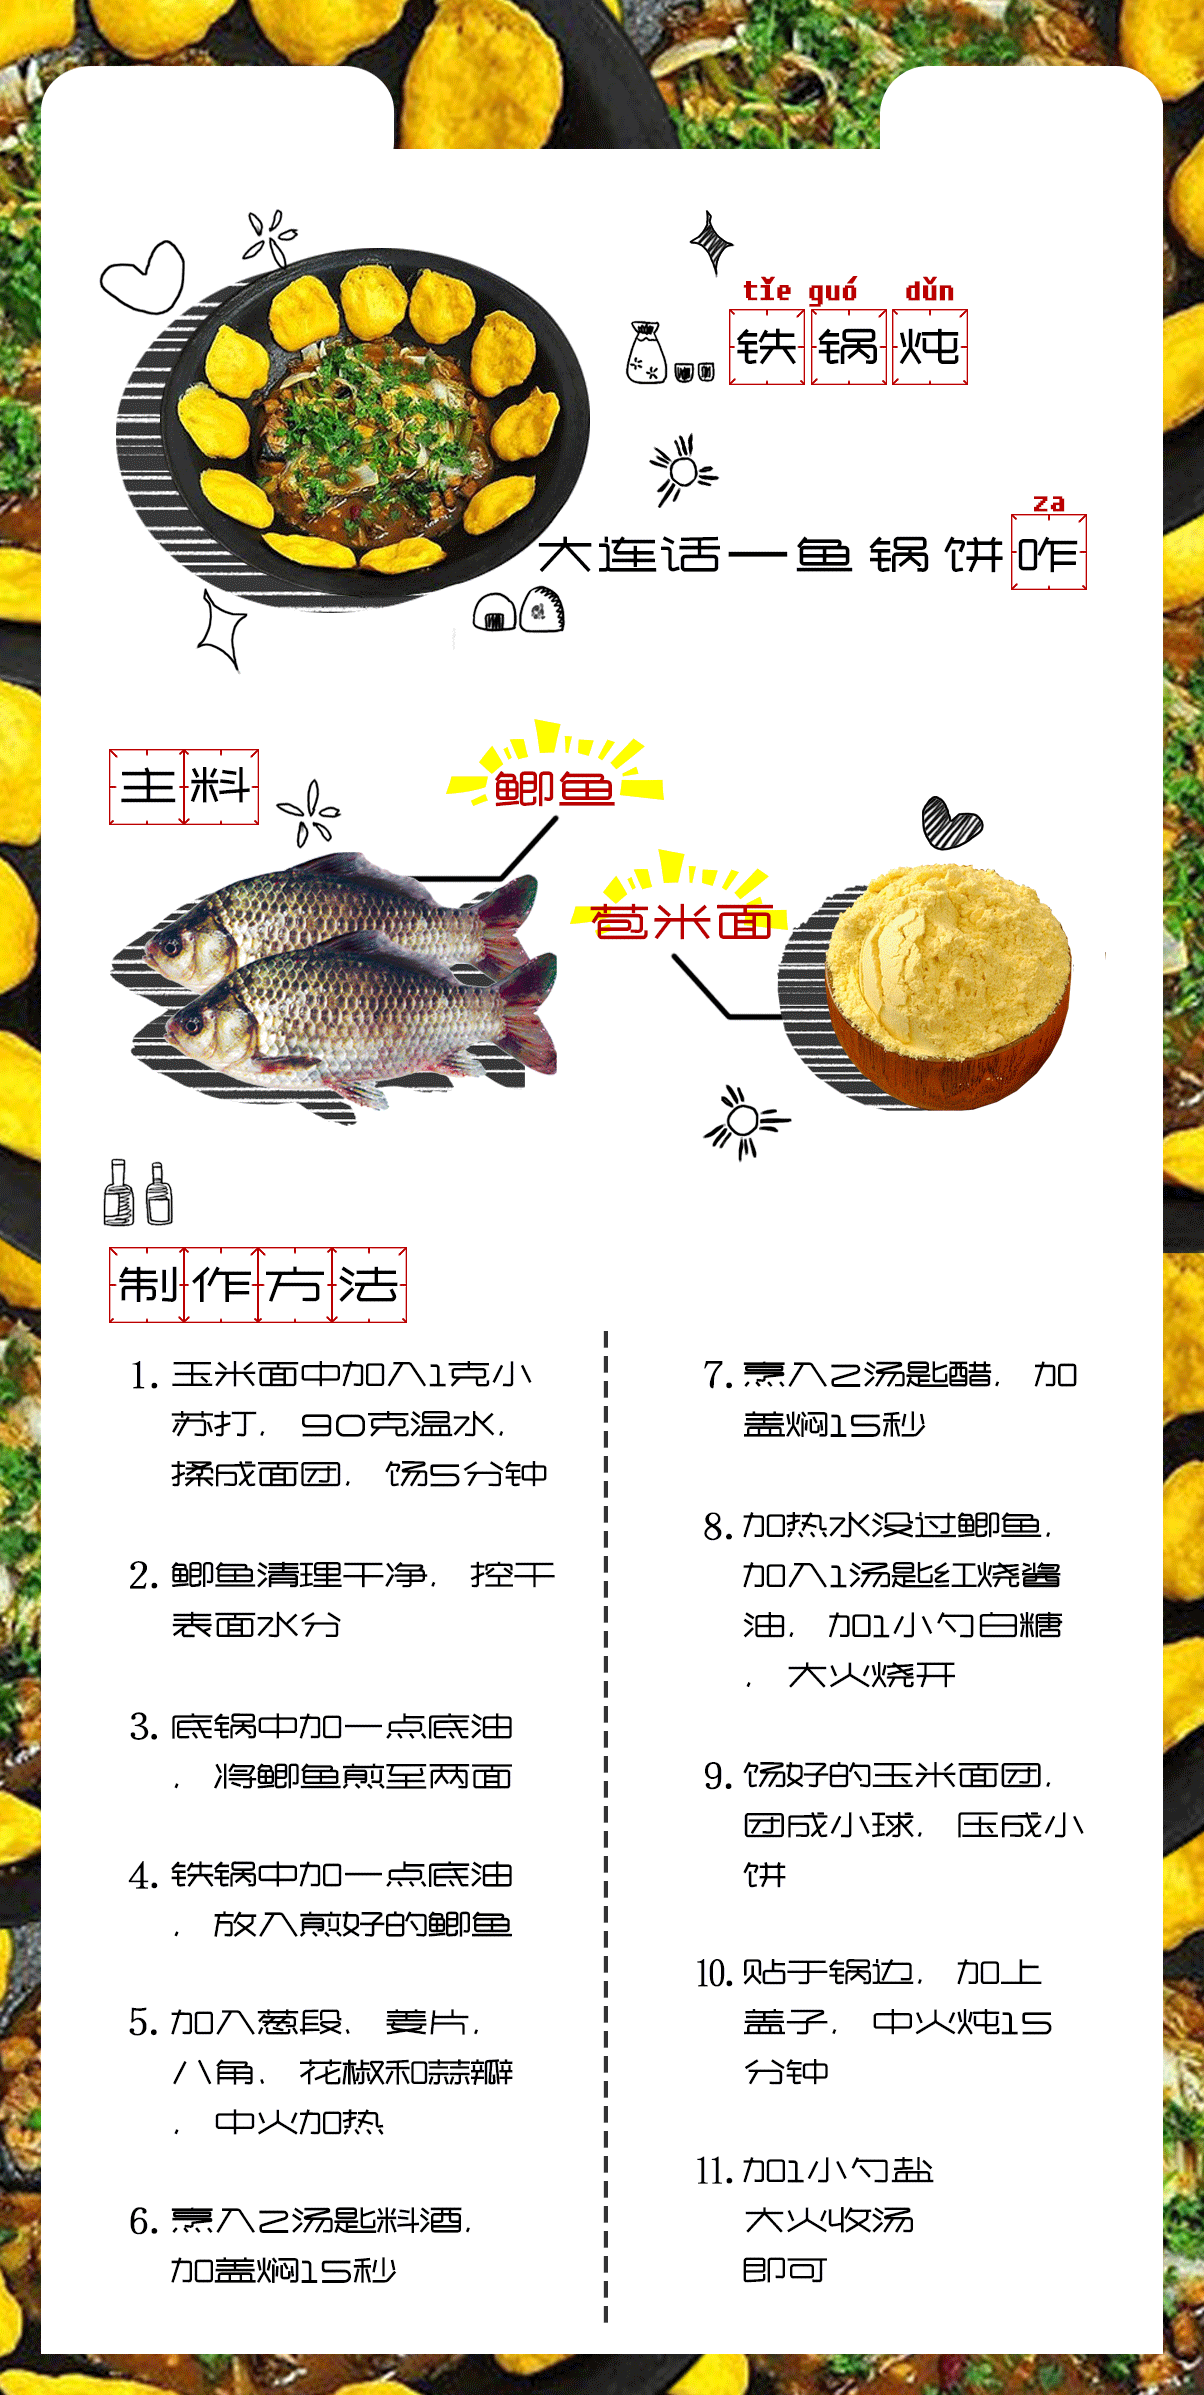 tǐe guó dǔn
铁锅炖
za
大连话一鱼锅饼咋
主料
鲫鱼
苞米面
制作方法
1. 玉米面中加入1克小
苏打，90克温水，
揉成面团，饧5分钟
2. 鲫鱼清理干净，控干
表面水分
3. 底锅中加一点底油
，将鲫鱼煎至两面
4. 铁锅中加一点底油
，放入煎好的鲫鱼
5. 加入葱段、姜片，
八角、花椒和蒜瓣
，中火加热
6. 烹入2汤匙料酒，
加盖焖15秒
7. 烹入2汤匙醋，加
盖焖15秒
8. 加热水没过鲫鱼，
加入1汤匙红烧酱
油，加1小勺白糖
，大火烧开
9. 饧好的玉米面团，
团成小球，压成小
饼
10. 贴于锅边，加上
盖子，中火炖15
分钟
11. 加1小勺盐
大火收汤
即可